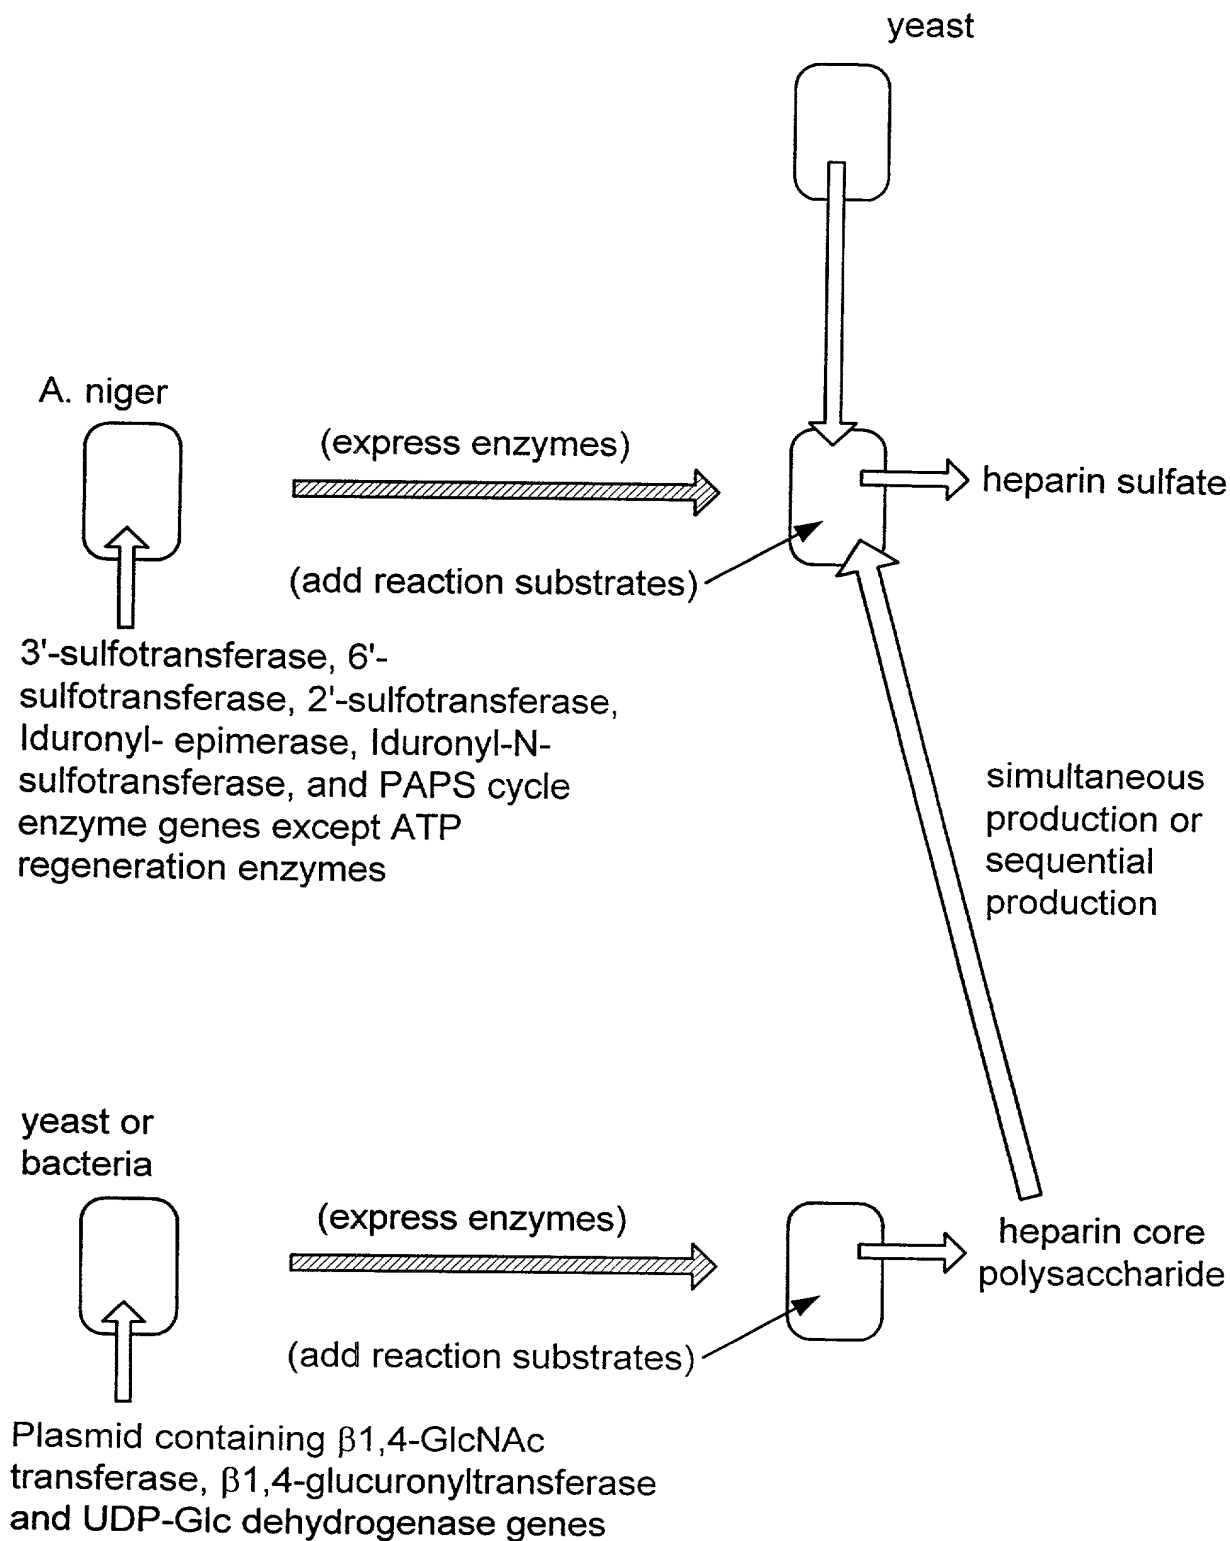 yeast
A. niger
(express enzymes)
heparin sulfate
(add reaction substrates)
3'-sulfotransferase, 6'-
sulfotransferase, 2'-sulfotransferase,
Iduronyl- epimerase, Iduronyl-N-
sulfotransferase, and PAPS cycle
enzyme genes except ATP
regeneration enzymes
simultaneous
production or
sequential
production
yeast or
bacteria
(express enzymes)
heparin core
polysaccharide
(add reaction substrates)
Plasmid containing β1,4-GlcNAc
transferase, β1,4-glucuronyltransferase
and UDP-Glc dehydrogenase genes